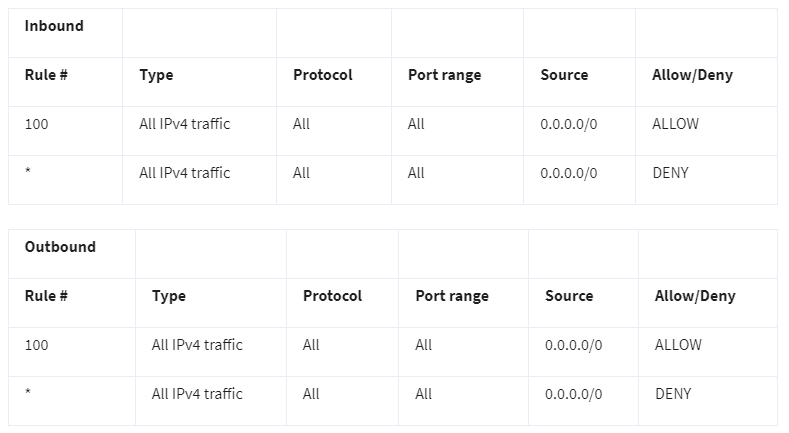 Inbound
Rule # Type Protocol Port range Source Allow/Deny
100 All IPv4 traffic All All 0.0.0.0/0 ALLOW
* All IPv4 traffic All All 0.0.0.0/0 DENY
Outbound
Rule # Type Protocol Port range Source Allow/Deny
100 All IPv4 traffic All All 0.0.0.0/0 ALLOW
* All IPv4 traffic All All 0.0.0.0/0 DENY